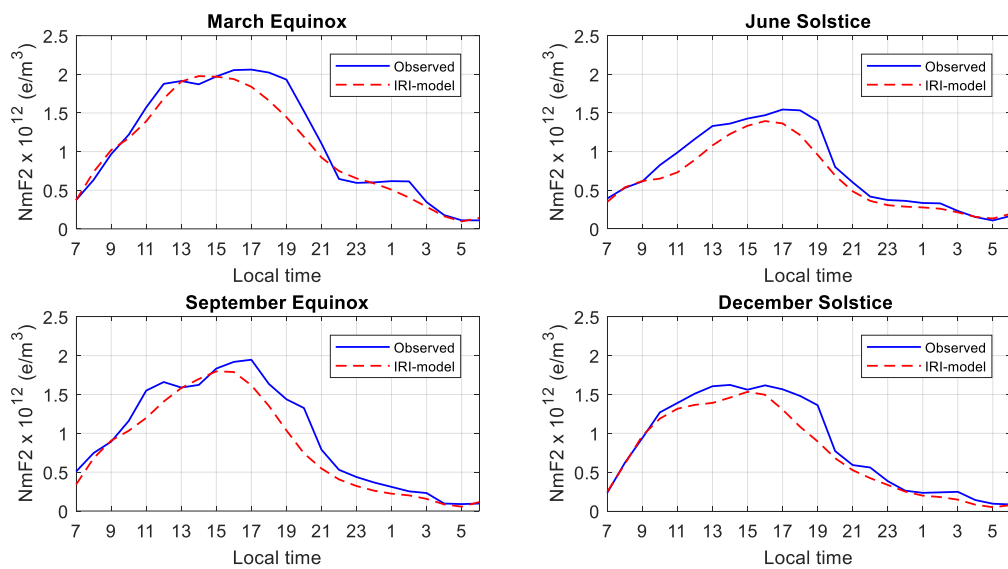 March Equinox
NmF2 x 10^12 (e/m^3)
2.5
2
1.5
1
0.5
0
Observed
IRI-model
7 9 11 13 15 17 19 21 23 1 3 5
Local time
June Solstice
NmF2 x 10^12 (e/m^3)
2.5
2
1.5
1
0.5
0
Observed
IRI-model
7 9 11 13 15 17 19 21 23 1 3 5
Local time
September Equinox
NmF2 x 10^12 (e/m^3)
2.5
2
1.5
1
0.5
0
Observed
IRI-model
7 9 11 13 15 17 19 21 23 1 3 5
Local time
December Solstice
NmF2 x 10^12 (e/m^3)
2.5
2
1.5
1
0.5
0
Observed
IRI-model
7 9 11 13 15 17 19 21 23 1 3 5
Local time